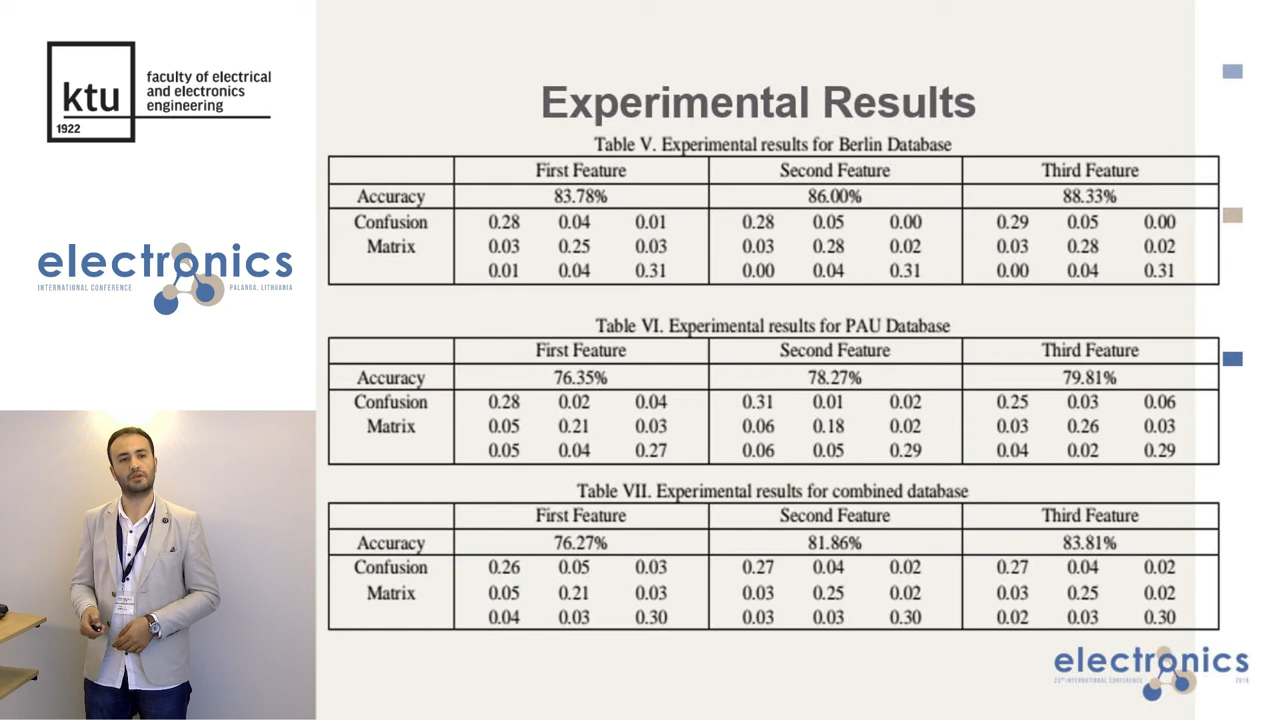 ktu
1922
faculty of electrical
and electronics
engineering
electronics
INTERNATIONAL CONFERENCE PALANGA, LITHUANIA
Experimental Results
Table V. Experimental results for Berlin Database
First Feature Second Feature Third Feature
Accuracy 83.78% 86.00% 88.33%
Confusion 0.28 0.04 0.01 0.28 0.05 0.00 0.29 0.05 0.00
Matrix 0.03 0.25 0.03 0.03 0.28 0.02 0.03 0.28 0.02
0.01 0.04 0.31 0.00 0.04 0.31 0.00 0.04 0.31
Table VI. Experimental results for PAU Database
First Feature Second Feature Third Feature
Accuracy 76.35% 78.27% 79.81%
Confusion 0.28 0.02 0.04 0.31 0.01 0.02 0.25 0.03 0.06
Matrix 0.05 0.21 0.03 0.06 0.18 0.02 0.03 0.26 0.03
0.05 0.04 0.27 0.06 0.05 0.29 0.04 0.02 0.29
Table VII. Experimental results for combined database
First Feature Second Feature Third Feature
Accuracy 76.27% 81.86% 83.81%
Confusion 0.26 0.05 0.03 0.27 0.04 0.02 0.27 0.04 0.02
Matrix 0.05 0.21 0.03 0.03 0.25 0.02 0.03 0.25 0.02
0.04 0.03 0.30 0.03 0.03 0.30 0.02 0.03 0.30
electronics
INTERNATIONAL CONFERENCE